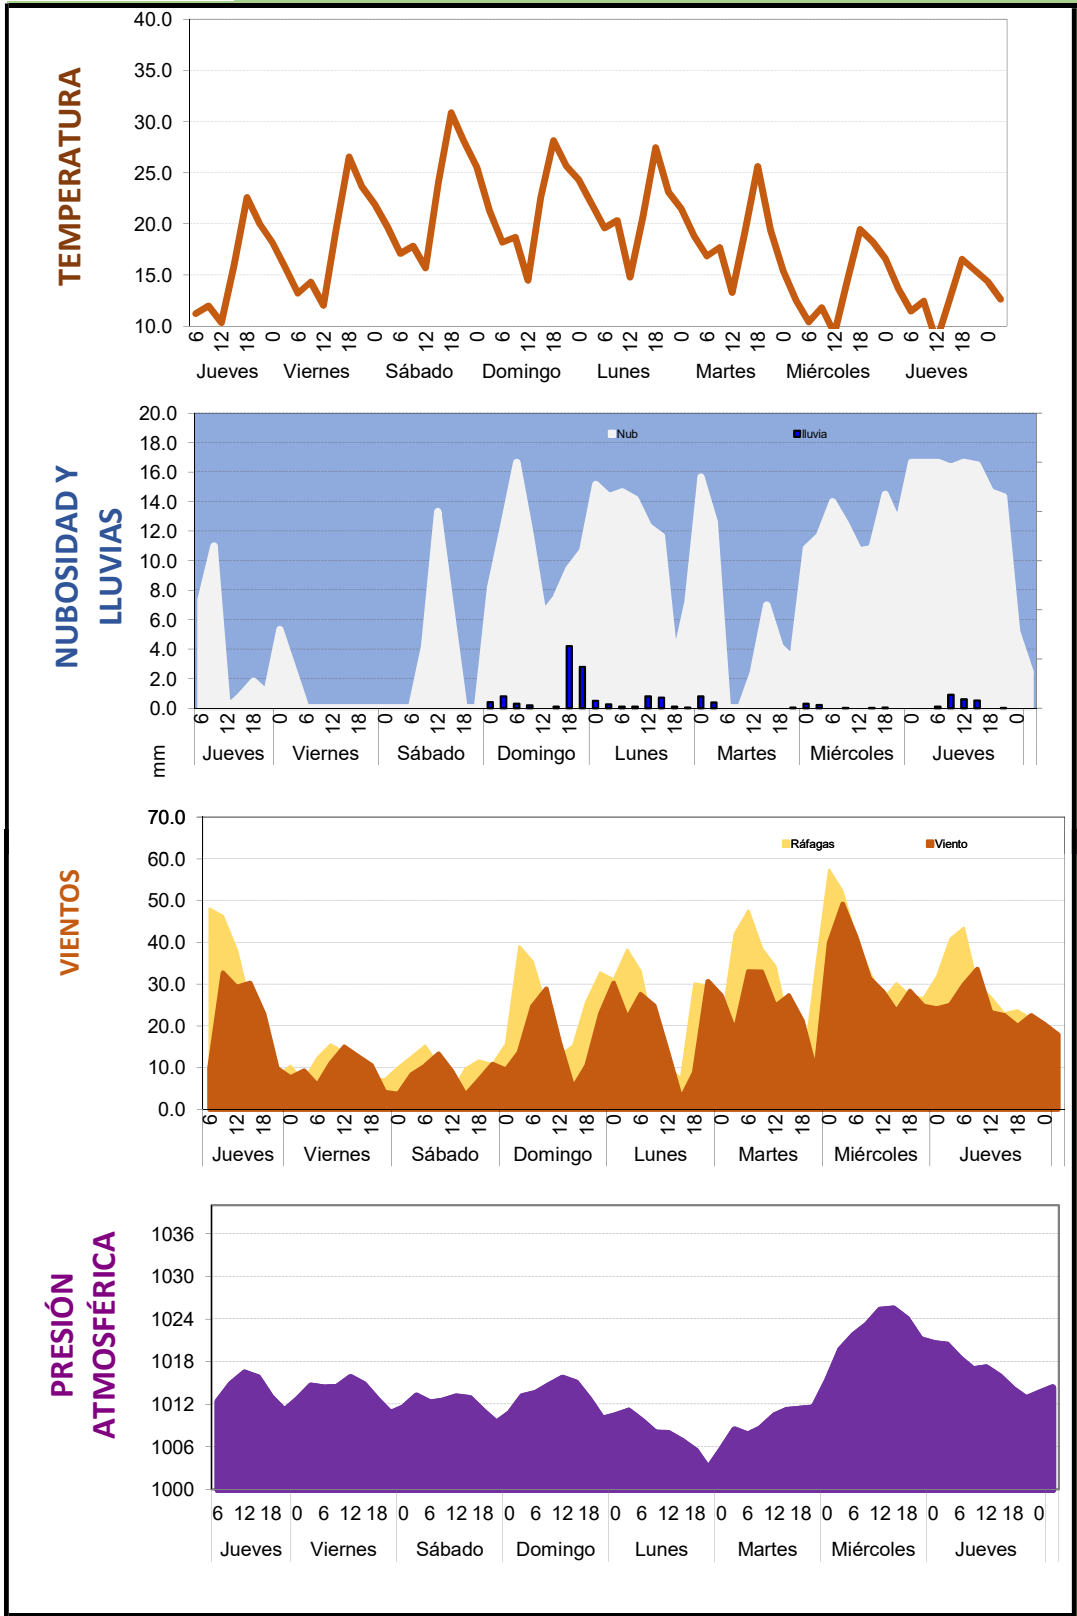 TEMPERATURA
40.0
35.0
30.0
25.0
20.0
15.0
10.0
6 12 18 0 6 12 18 0 6 12 18 0 6 12 18 0 6 12 18 0 6 12 18 0 6 12 18 0 6 12 18 0
Jueves Viernes Sábado Domingo Lunes Martes Miércoles Jueves
NUBOSIDAD Y
LLUVIAS
20.0
18.0
16.0
14.0
12.0
10.0
8.0
6.0
4.0
2.0
0.0
Nub lluvia
mm
6 12 18 0 6 12 18 0 6 12 18 0 6 12 18 0 6 12 18 0 6 12 18 0 6 12 18 0 6 12 18 0
Jueves Viernes Sábado Domingo Lunes Martes Miércoles Jueves
VIENTOS
70.0
60.0
50.0
40.0
30.0
20.0
10.0
0.0
Ráfagas Viento
6 12 18 0 6 12 18 0 6 12 18 0 6 12 18 0 6 12 18 0 6 12 18 0 6 12 18 0 6 12 18 0
Jueves Viernes Sábado Domingo Lunes Martes Miércoles Jueves
PRESIÓN
ATMOSFÉRICA
1036
1030
1024
1018
1012
1006
1000
6 12 18 0 6 12 18 0 6 12 18 0 6 12 18 0 6 12 18 0 6 12 18 0 6 12 18 0 6 12 18 0
Jueves Viernes Sábado Domingo Lunes Martes Miércoles Jueves